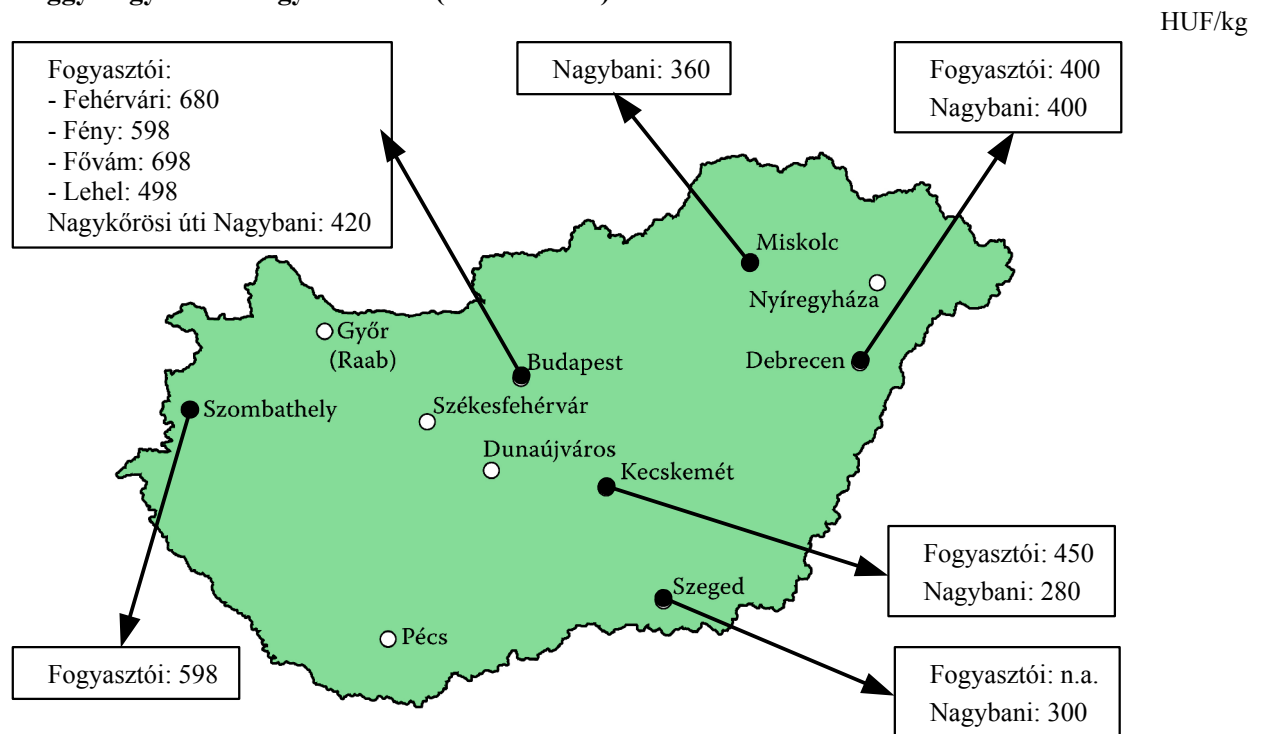 HUF/kg
Fogyasztói:
- Fehérvári: 680
- Fény: 598
- Fővám: 698
- Lehel: 498
Nagykőrösi úti Nagybani: 420
Nagybani: 360
Fogyasztói: 400
Nagybani: 400
Miskolc
Nyíregyháza
Győr
(Raab)
Budapest
Debrecen
Szombathely
Székesfehérvár
Dunaújváros
Kecskemét
Fogyasztói: 450
Nagybani: 280
Szeged
Pécs
Fogyasztói: 598
Fogyasztói: n.a.
Nagybani: 300